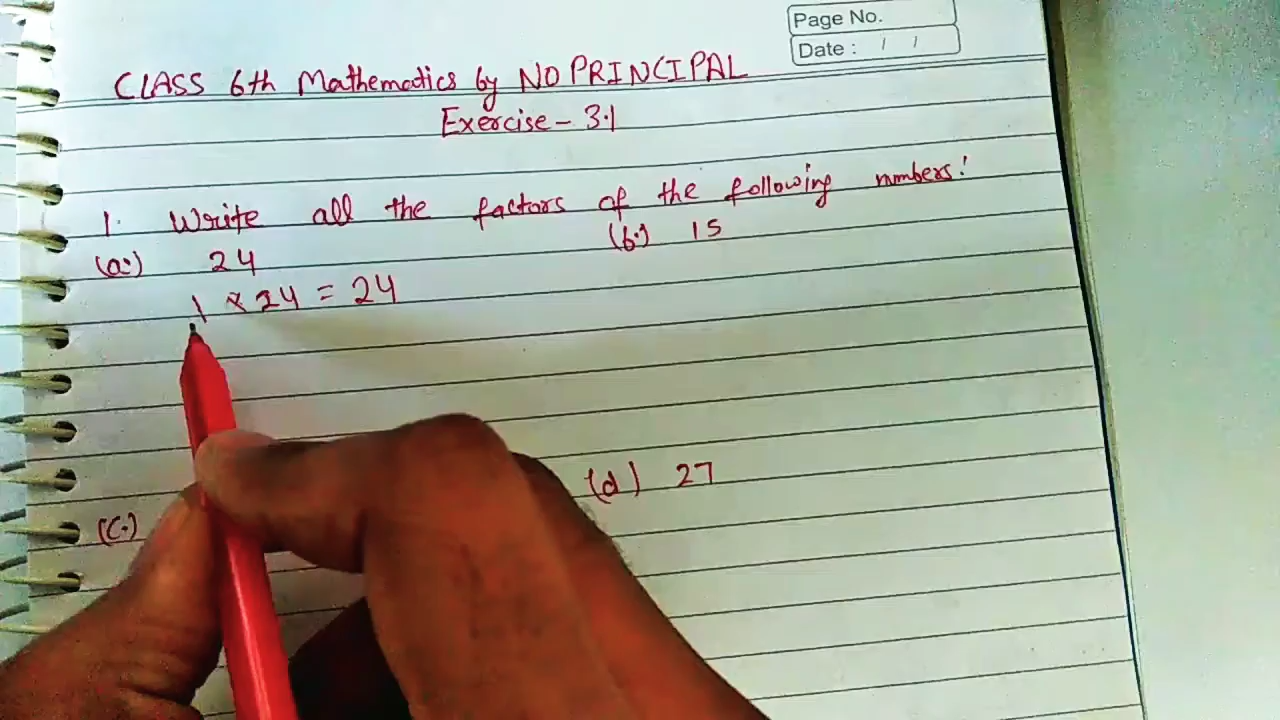 Page No.
Date : / /
CLASS 6th Mathematics by NO PRINCIPAL
Exercise - 3.1
1. Write all the factors of the following numbers:
(a.) 24 (b.) 15
1 × 24 = 24
(c.) (d) 27